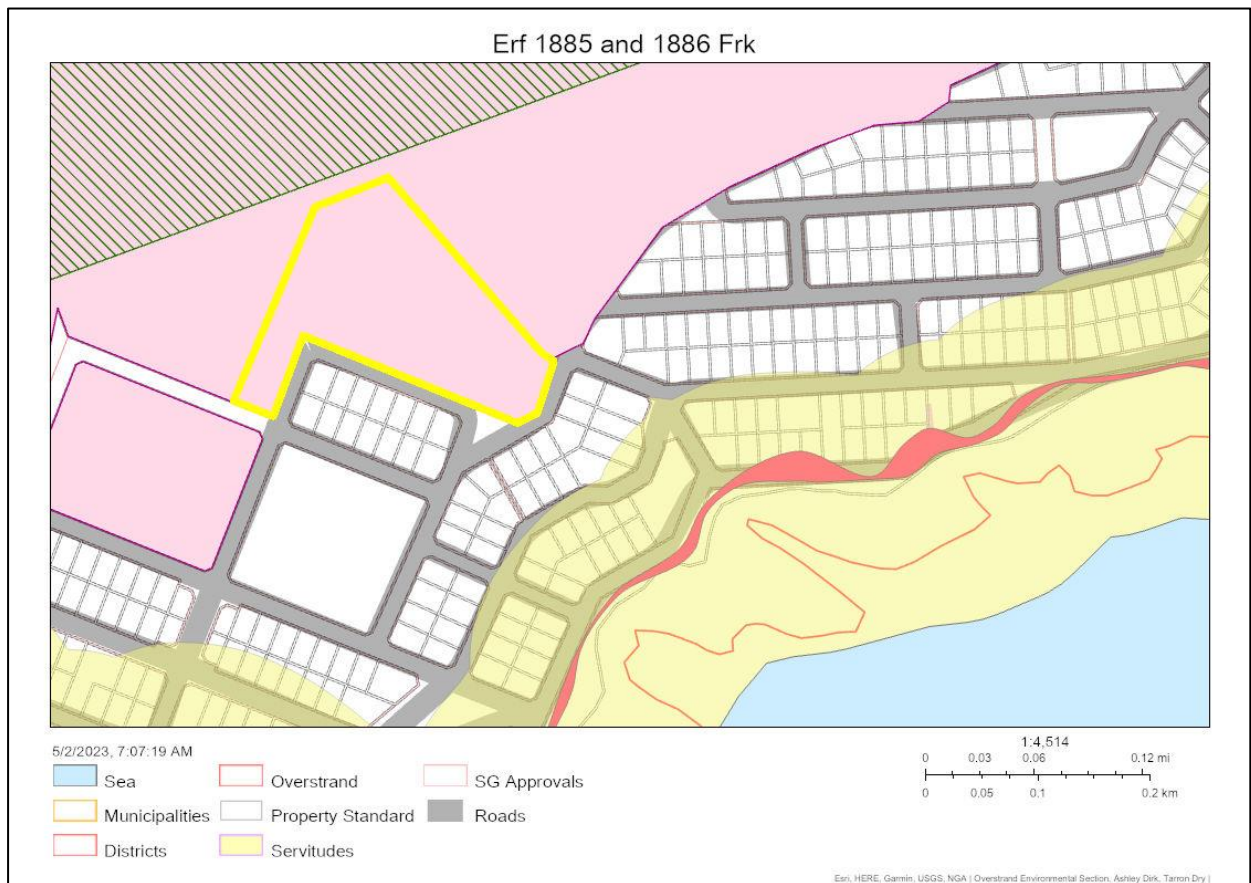 Erf 1885 and 1886 Frk
5/2/2023, 7:07:19 AM
Sea
Municipalities
Districts
Overstrand
Property Standard
Servitudes
SG Approvals
Roads
1:4,514
0 0.03 0.06 0.12 mi
0 0.05 0.1 0.2 km
Esri, HERE, Garmin, USGS, NGA | Overstrand Environmental Section, Ashley Dirk, Tarron Dry |